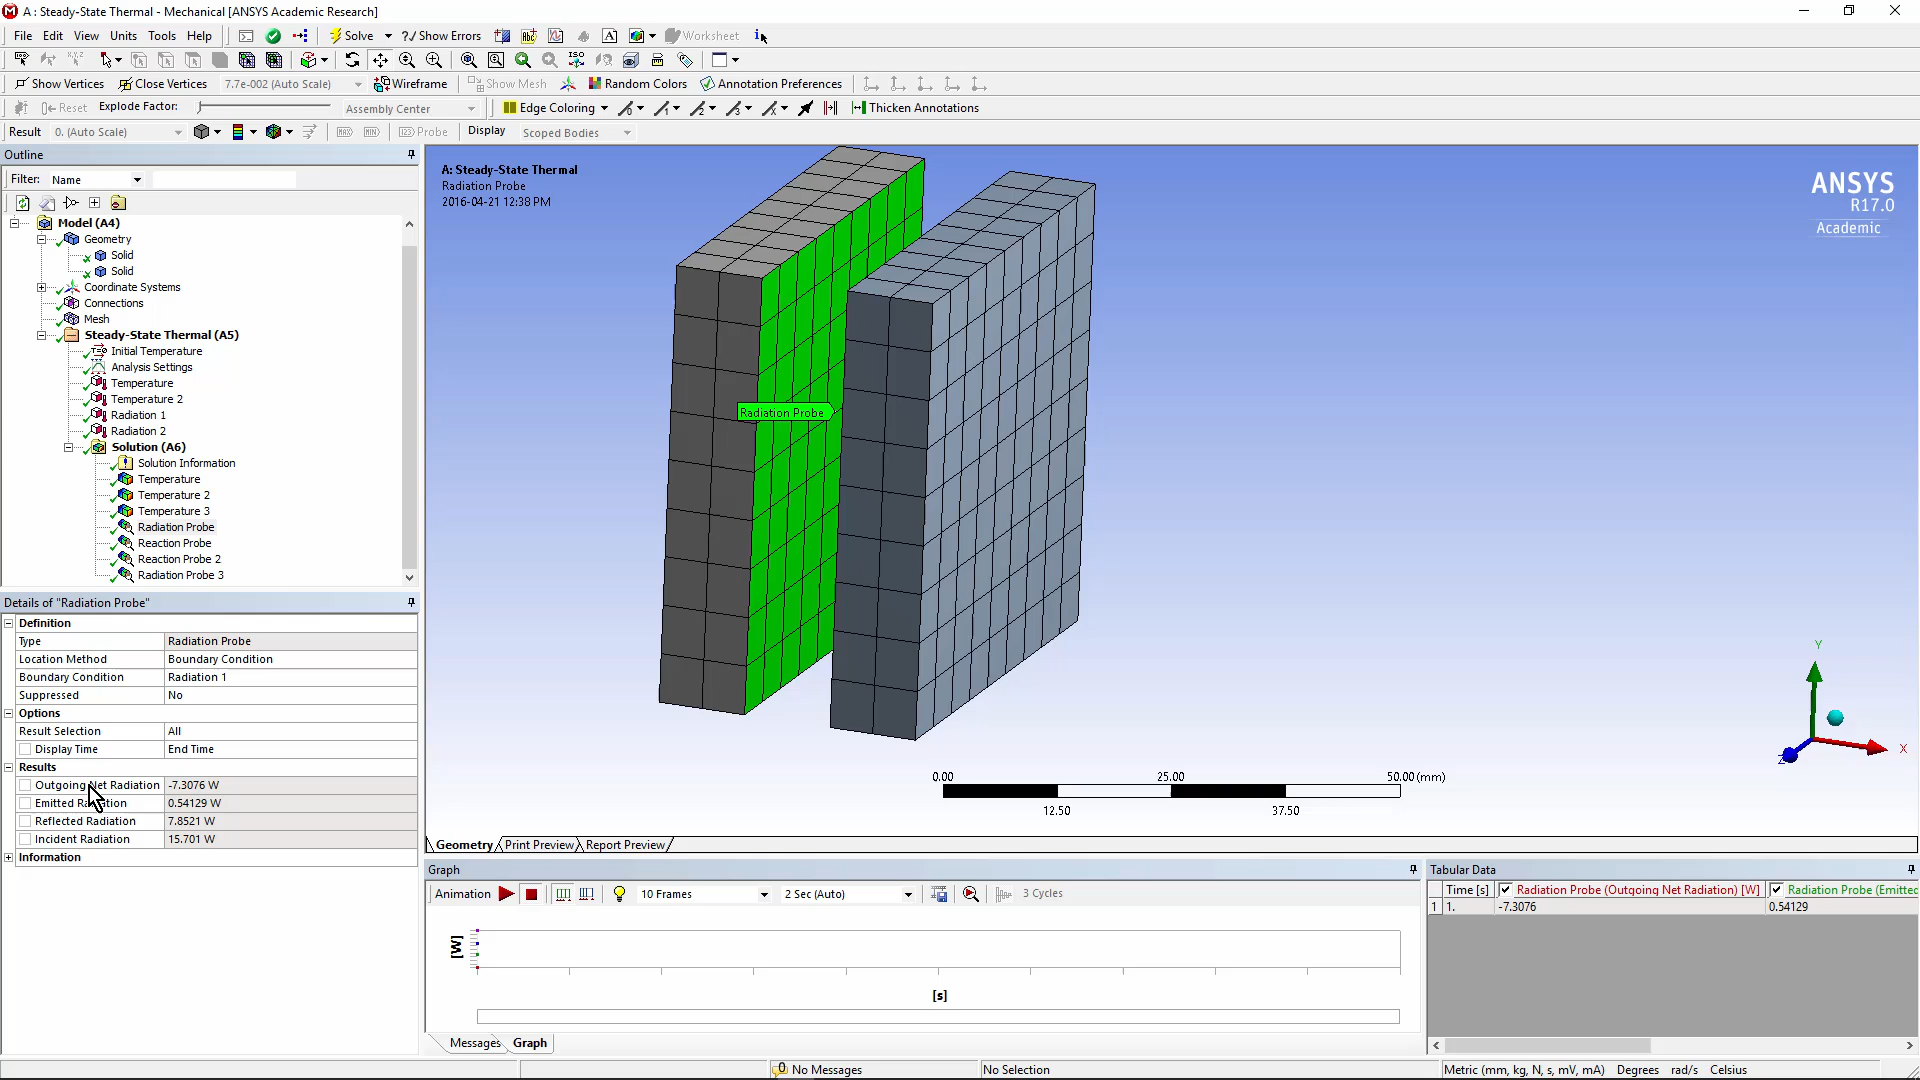 A : Steady-State Thermal - Mechanical [ANSYS Academic Research]
File Edit View Units Tools Help Solve ?/ Show Errors Worksheet
Show Vertices Close Vertices 7.7e-002 (Auto Scale) Wireframe Show Mesh Random Colors Annotation Preferences
Reset Explode Factor: Assembly Center Edge Coloring Thicken Annotations
Result 0. (Auto Scale) MAX MIN Probe Display Scoped Bodies
Outline
Filter: Name
Model (A4)
Geometry
Solid
Solid
Coordinate Systems
Connections
Mesh
Steady-State Thermal (A5)
Initial Temperature
Analysis Settings
Temperature
Temperature 2
Radiation 1
Radiation 2
Solution (A6)
Solution Information
Temperature
Temperature 2
Temperature 3
Radiation Probe
Reaction Probe
Reaction Probe 2
Radiation Probe 3
Details of "Radiation Probe"
Definition
Type Radiation Probe
Location Method Boundary Condition
Boundary Condition Radiation 1
Suppressed No
Options
Result Selection All
Display Time End Time
Results
Outgoing Net Radiation -7.3076 W
Emitted Radiation 0.54129 W
Reflected Radiation 7.8521 W
Incident Radiation 15.701 W
Information
A: Steady-State Thermal
Radiation Probe
2016-04-21 12:38 PM
ANSYS
R17.0
Academic
Radiation Probe
Y
X
Z
0.00 25.00 50.00 (mm)
12.50 37.50
Geometry Print Preview Report Preview
Graph
Animation 10 Frames 2 Sec (Auto) 3 Cycles
[W]
[s]
Messages Graph
Tabular Data
Time [s] Radiation Probe (Outgoing Net Radiation) [W] Radiation Probe (Emitted
1 1. -7.3076 0.54129
0 No Messages No Selection Metric (mm, kg, N, s, mV, mA) Degrees rad/s Celsius